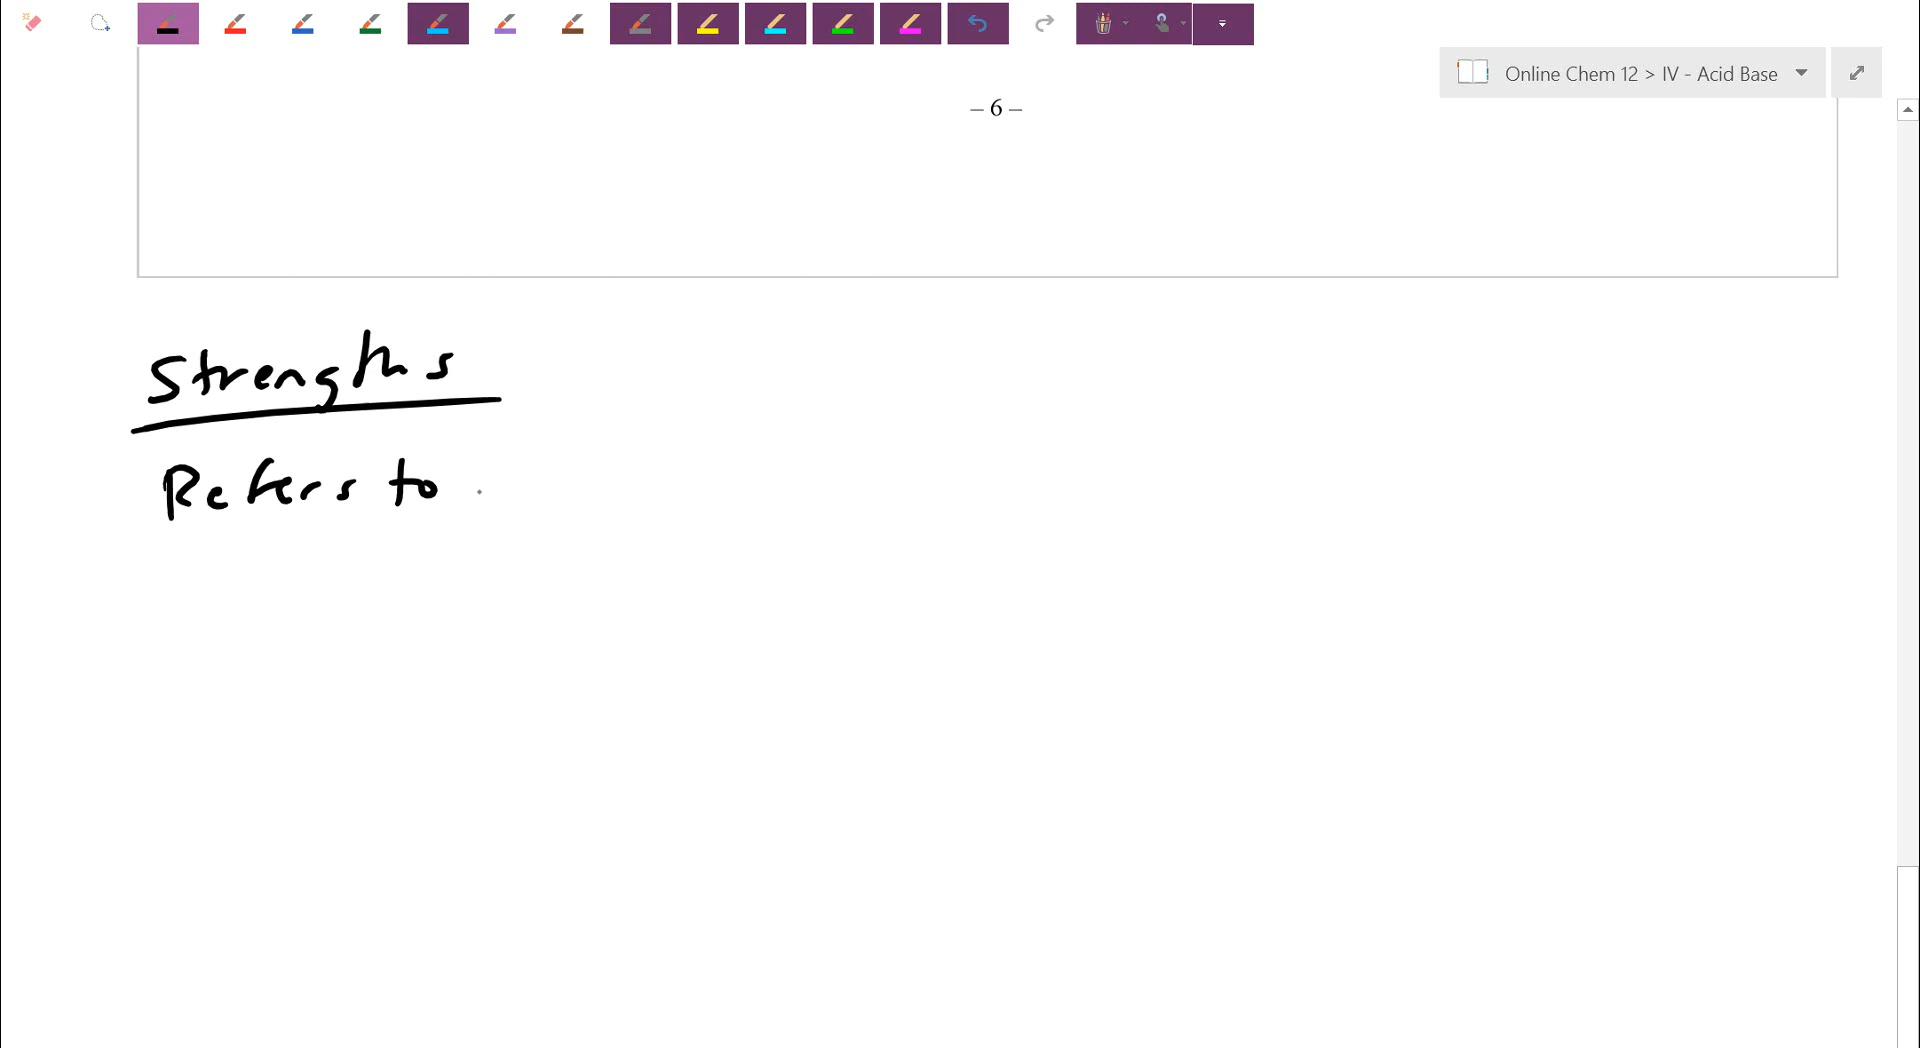 Online Chem 12 > IV - Acid Base
– 6 –
Strengths
Refers to